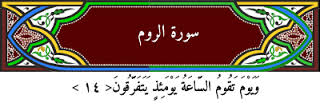 سورة الروم
وَيَوْمَ تَقُومُ السَّاعَةُ يَوْمَئِذٍ يَتَفَرَّقُونَ< ١٤ >